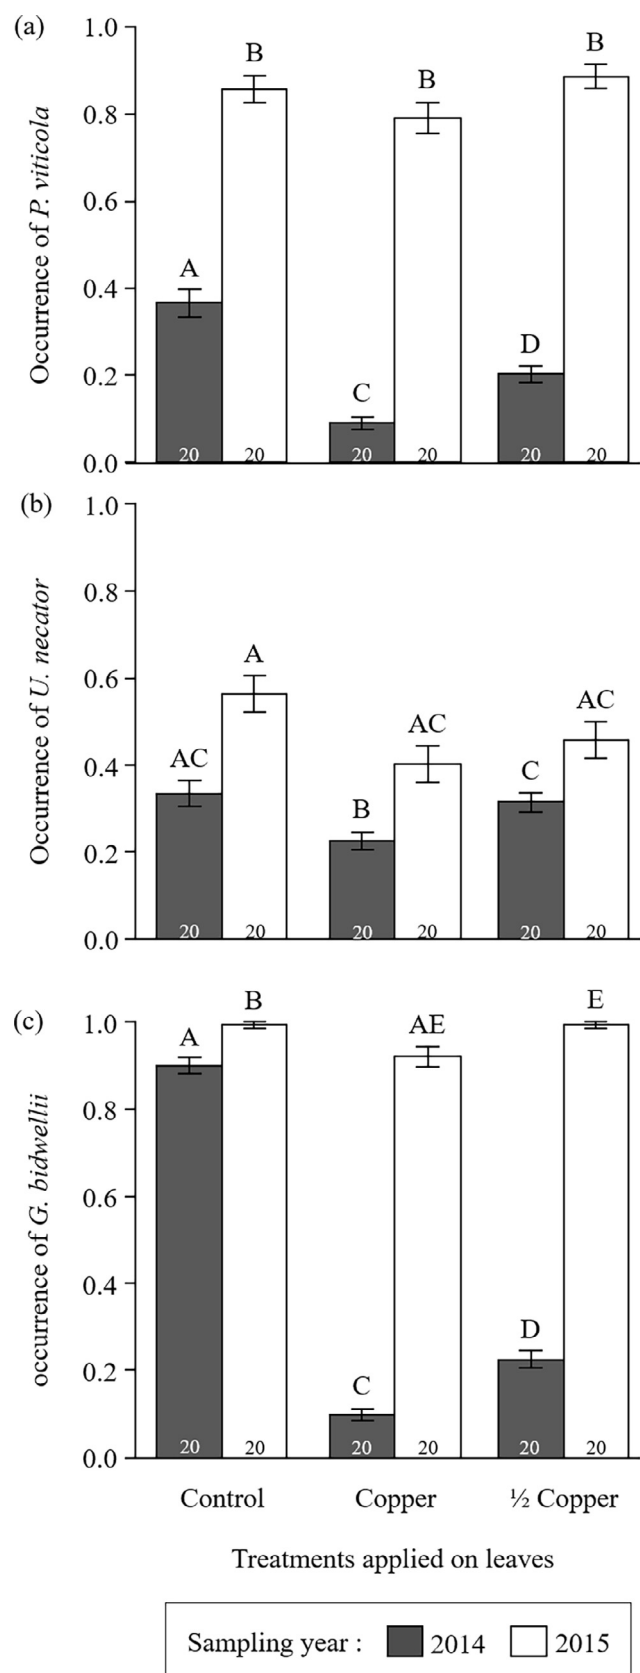 (a)
Occurrence of P. viticola
1.0
0.8
0.6
0.4
0.2
0.0
A
B
C
B
D
B
20 20 20 20 20 20
(b)
Occurrence of U. necator
1.0
0.8
0.6
0.4
0.2
0.0
AC
A
B
AC
C
AC
20 20 20 20 20 20
(c)
occurrence of G. bidwellii
1.0
0.8
0.6
0.4
0.2
0.0
A
B
C
AE
D
E
20 20 20 20 20 20
Control Copper ½ Copper
Treatments applied on leaves
Sampling year : 2014 2015